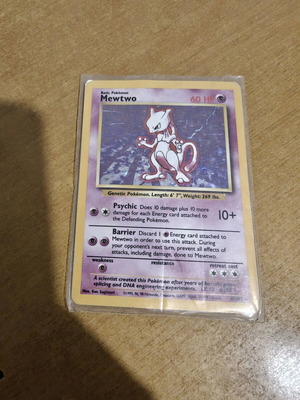 Basic Pokémon
Mewtwo 60 HP
Genetic Pokémon. Length: 6' 7", Weight: 269 lbs.
Psychic Does 10 damage plus 10 more
damage for each Energy card attached to
the Defending Pokémon.
10+
Barrier Discard 1 Energy card attached to
Mewtwo in order to use this attack. During
your opponent's next turn, prevent all effects of
attacks, including damage, done to Mewtwo.
weakness resistance retreat cost
A scientist created this Pokémon after years of
splicing and DNA engineering experiments.